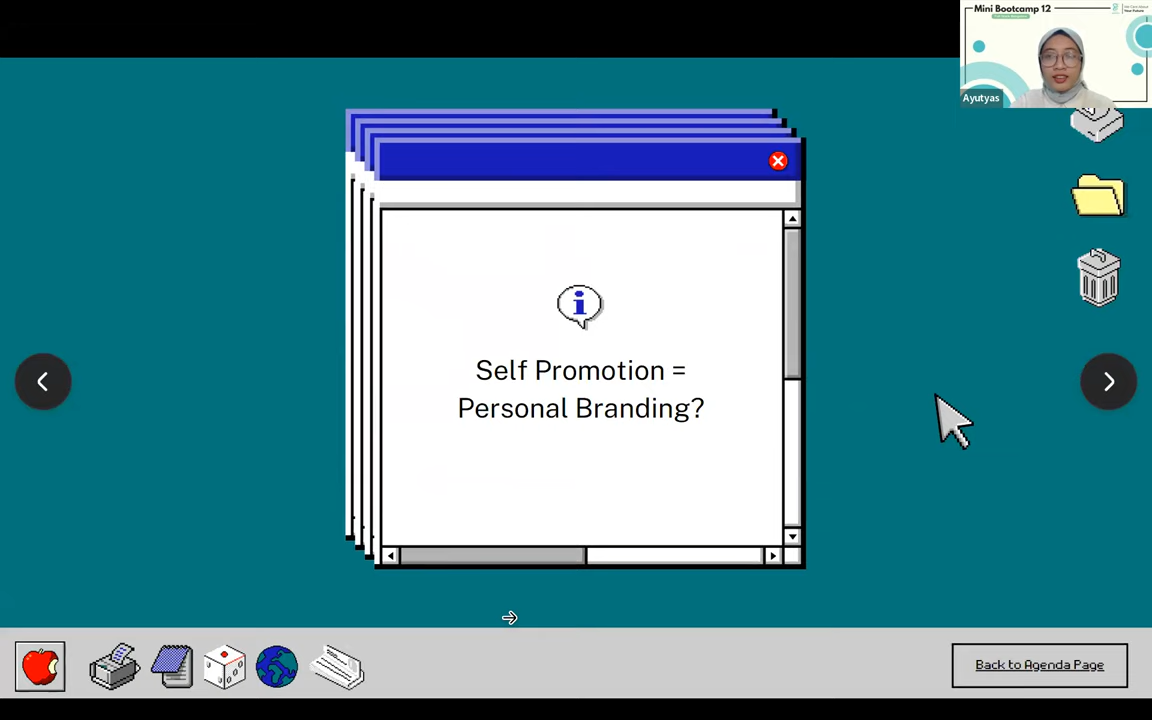 Mini Bootcamp 12
Ayutyas
i
Self Promotion =
Personal Branding?
Back to Agenda Page